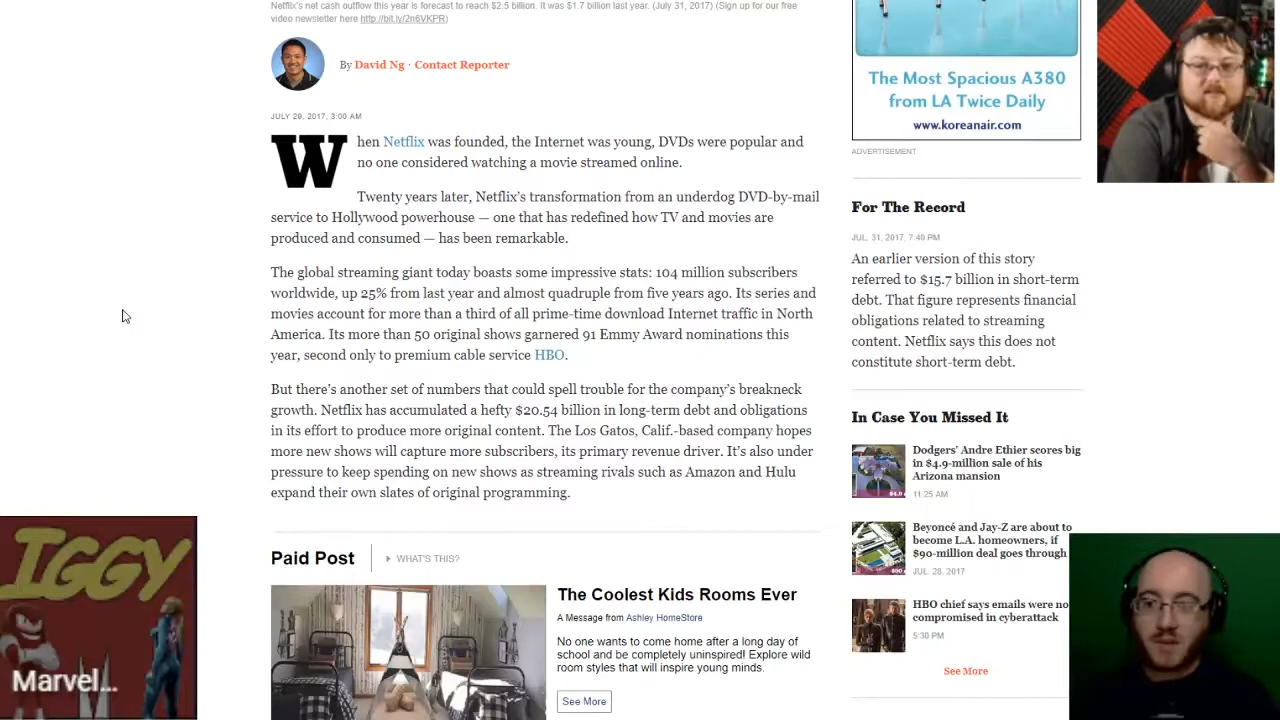 Netflix's net cash outflow this year is forecast to reach $2.5 billion. It was $1.7 billion last year. (July 31, 2017) (Sign up for our free
video newsletter here http://bit.ly/2n6VKPR)
By David Ng · Contact Reporter
JULY 29, 2017, 3:00 AM
When Netflix was founded, the Internet was young, DVDs were popular and
no one considered watching a movie streamed online.
Twenty years later, Netflix's transformation from an underdog DVD-by-mail
service to Hollywood powerhouse — one that has redefined how TV and movies are
produced and consumed — has been remarkable.
The global streaming giant today boasts some impressive stats: 104 million subscribers
worldwide, up 25% from last year and almost quadruple from five years ago. Its series and
movies account for more than a third of all prime-time download Internet traffic in North
America. Its more than 50 original shows garnered 91 Emmy Award nominations this
year, second only to premium cable service HBO.
But there's another set of numbers that could spell trouble for the company's breakneck
growth. Netflix has accumulated a hefty $20.54 billion in long-term debt and obligations
in its effort to produce more original content. The Los Gatos, Calif.-based company hopes
more new shows will capture more subscribers, its primary revenue driver. It's also under
pressure to keep spending on new shows as streaming rivals such as Amazon and Hulu
expand their own slates of original programming.
Paid Post
WHAT'S THIS?
The Coolest Kids Rooms Ever
A Message from Ashley HomeStore
No one wants to come home after a long day of
school and be completely uninspired! Explore wild
room styles that will inspire young minds.
See More
The Most Spacious A380
from LA Twice Daily
www.koreanair.com
ADVERTISEMENT
For The Record
JUL. 31, 2017, 7:40 PM
An earlier version of this story
referred to $15.7 billion in short-term
debt. That figure represents financial
obligations related to streaming
content. Netflix says this does not
constitute short-term debt.
In Case You Missed It
Dodgers' Andre Ethier scores big
in $4.9-million sale of his
Arizona mansion
11:25 AM
Beyoncé and Jay-Z are about to
become L.A. homeowners, if
$90-million deal goes through
JUL. 28, 2017
HBO chief says emails were no
compromised in cyberattack
5:30 PM
See More
IGGY
Marvel...